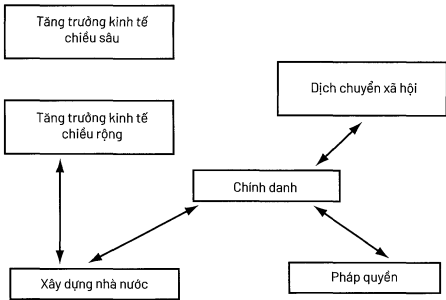 Tăng trưởng kinh tế
chiều sâu
Dịch chuyển xã hội
Tăng trưởng kinh tế
chiều rộng
Chính danh
Xây dựng nhà nước
Pháp quyền